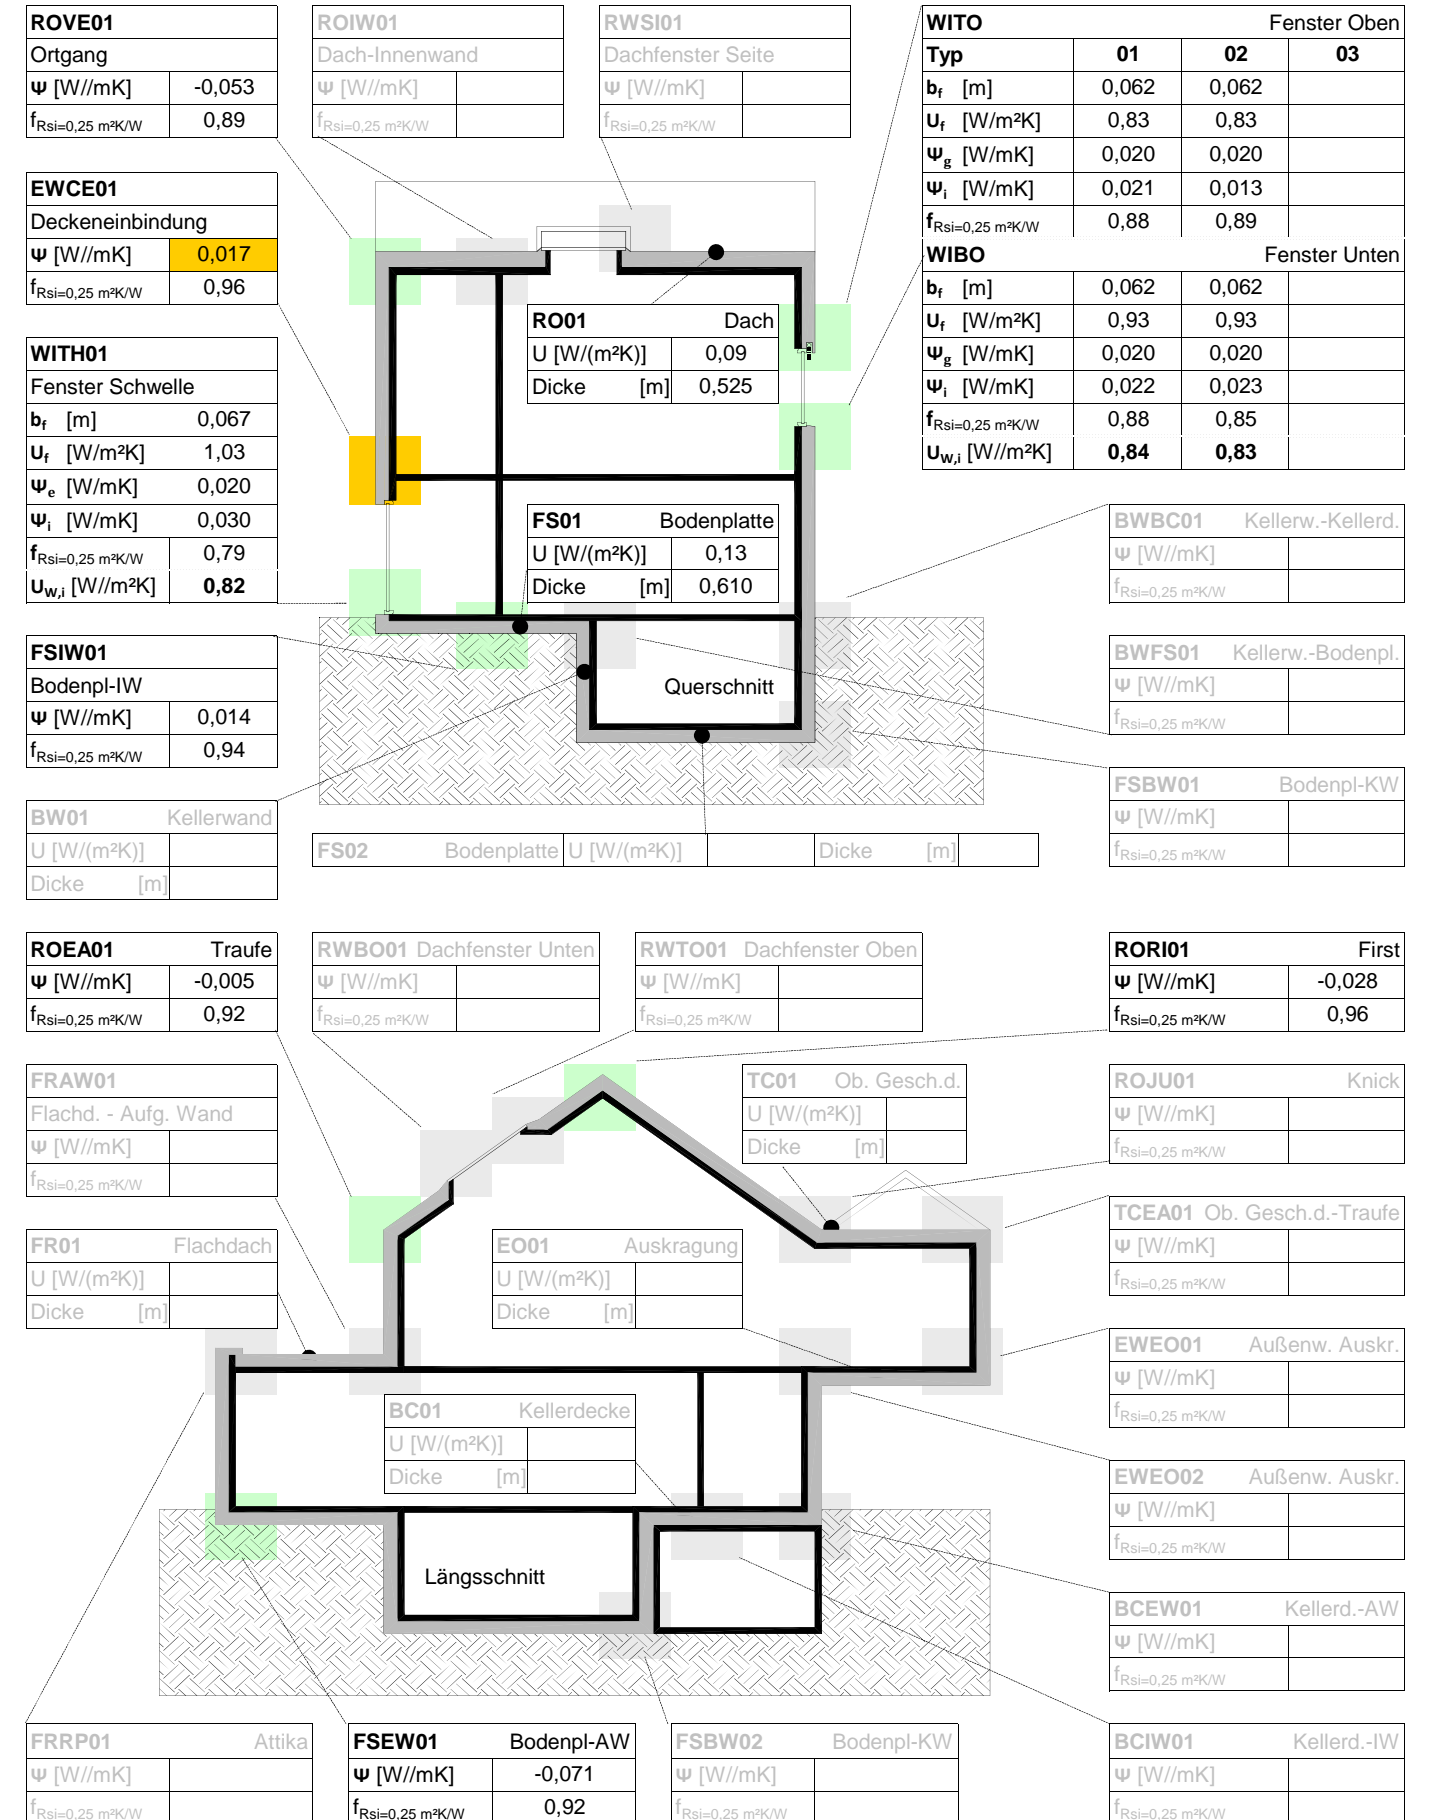 ROVE01
Ortgang
Ψ [W//mK] -0,053
fRsi=0,25 m²K/W 0,89
ROIW01
Dach-Innenwand
Ψ [W//mK]
fRsi=0,25 m²K/W
RWSI01
Dachfenster Seite
Ψ [W//mK]
fRsi=0,25 m²K/W
WITO Fenster Oben
Typ 01 02 03
bf [m] 0,062 0,062
Uf [W/m²K] 0,83 0,83
Ψg [W/mK] 0,020 0,020
Ψi [W/mK] 0,021 0,013
fRsi=0,25 m²K/W 0,88 0,89
WIBO Fenster Unten
bf [m] 0,062 0,062
Uf [W/m²K] 0,93 0,93
Ψg [W/mK] 0,020 0,020
Ψi [W/mK] 0,022 0,023
fRsi=0,25 m²K/W 0,88 0,85
UW,i [W//m²K] 0,84 0,83
EWCE01
Deckeneinbindung
Ψ [W//mK] 0,017
fRsi=0,25 m²K/W 0,96
WITH01
Fenster Schwelle
bf [m] 0,067
Uf [W/m²K] 1,03
Ψe [W/mK] 0,020
Ψi [W/mK] 0,030
fRsi=0,25 m²K/W 0,79
UW,i [W//m²K] 0,82
RO01 Dach
U [W/(m²K)] 0,09
Dicke [m] 0,525
FS01 Bodenplatte
U [W/(m²K)] 0,13
Dicke [m] 0,610
BWBC01 Kellerw.-Kellerd.
Ψ [W//mK]
fRsi=0,25 m²K/W
FSIW01
Bodenpl-IW
Ψ [W//mK] 0,014
fRsi=0,25 m²K/W 0,94
Querschnitt
BWFS01 Kellerw.-Bodenpl.
Ψ [W//mK]
fRsi=0,25 m²K/W
FSBW01 Bodenpl-KW
Ψ [W//mK]
fRsi=0,25 m²K/W
BW01 Kellerwand
U [W/(m²K)]
Dicke [m]
FS02 Bodenplatte U [W/(m²K)] Dicke [m]
ROEA01 Traufe
Ψ [W//mK] -0,005
fRsi=0,25 m²K/W 0,92
RWBO01 Dachfenster Unten
Ψ [W//mK]
fRsi=0,25 m²K/W
RWTO01 Dachfenster Oben
Ψ [W//mK]
fRsi=0,25 m²K/W
RORI01 First
Ψ [W//mK] -0,028
fRsi=0,25 m²K/W 0,96
FRAW01
Flachd. - Aufg. Wand
Ψ [W//mK]
fRsi=0,25 m²K/W
TC01 Ob. Gesch.d.
U [W/(m²K)]
Dicke [m]
ROJU01 Knick
Ψ [W//mK]
fRsi=0,25 m²K/W
TCEA01 Ob. Gesch.d.-Traufe
Ψ [W//mK]
fRsi=0,25 m²K/W
FR01 Flachdach
U [W/(m²K)]
Dicke [m]
EO01 Auskragung
U [W/(m²K)]
Dicke [m]
EWEO01 Außenw. Auskr.
Ψ [W//mK]
fRsi=0,25 m²K/W
BC01 Kellerdecke
U [W/(m²K)]
Dicke [m]
EWEO02 Außenw. Auskr.
Ψ [W//mK]
fRsi=0,25 m²K/W
Längsschnitt
BCEW01 Kellerd.-AW
Ψ [W//mK]
fRsi=0,25 m²K/W
FRRP01 Attika
Ψ [W//mK]
fRsi=0,25 m²K/W
FSEW01 Bodenpl-AW
Ψ [W//mK] -0,071
fRsi=0,25 m²K/W 0,92
FSBW02 Bodenpl-KW
Ψ [W//mK]
fRsi=0,25 m²K/W
BCIW01 Kellerd.-IW
Ψ [W//mK]
fRsi=0,25 m²K/W